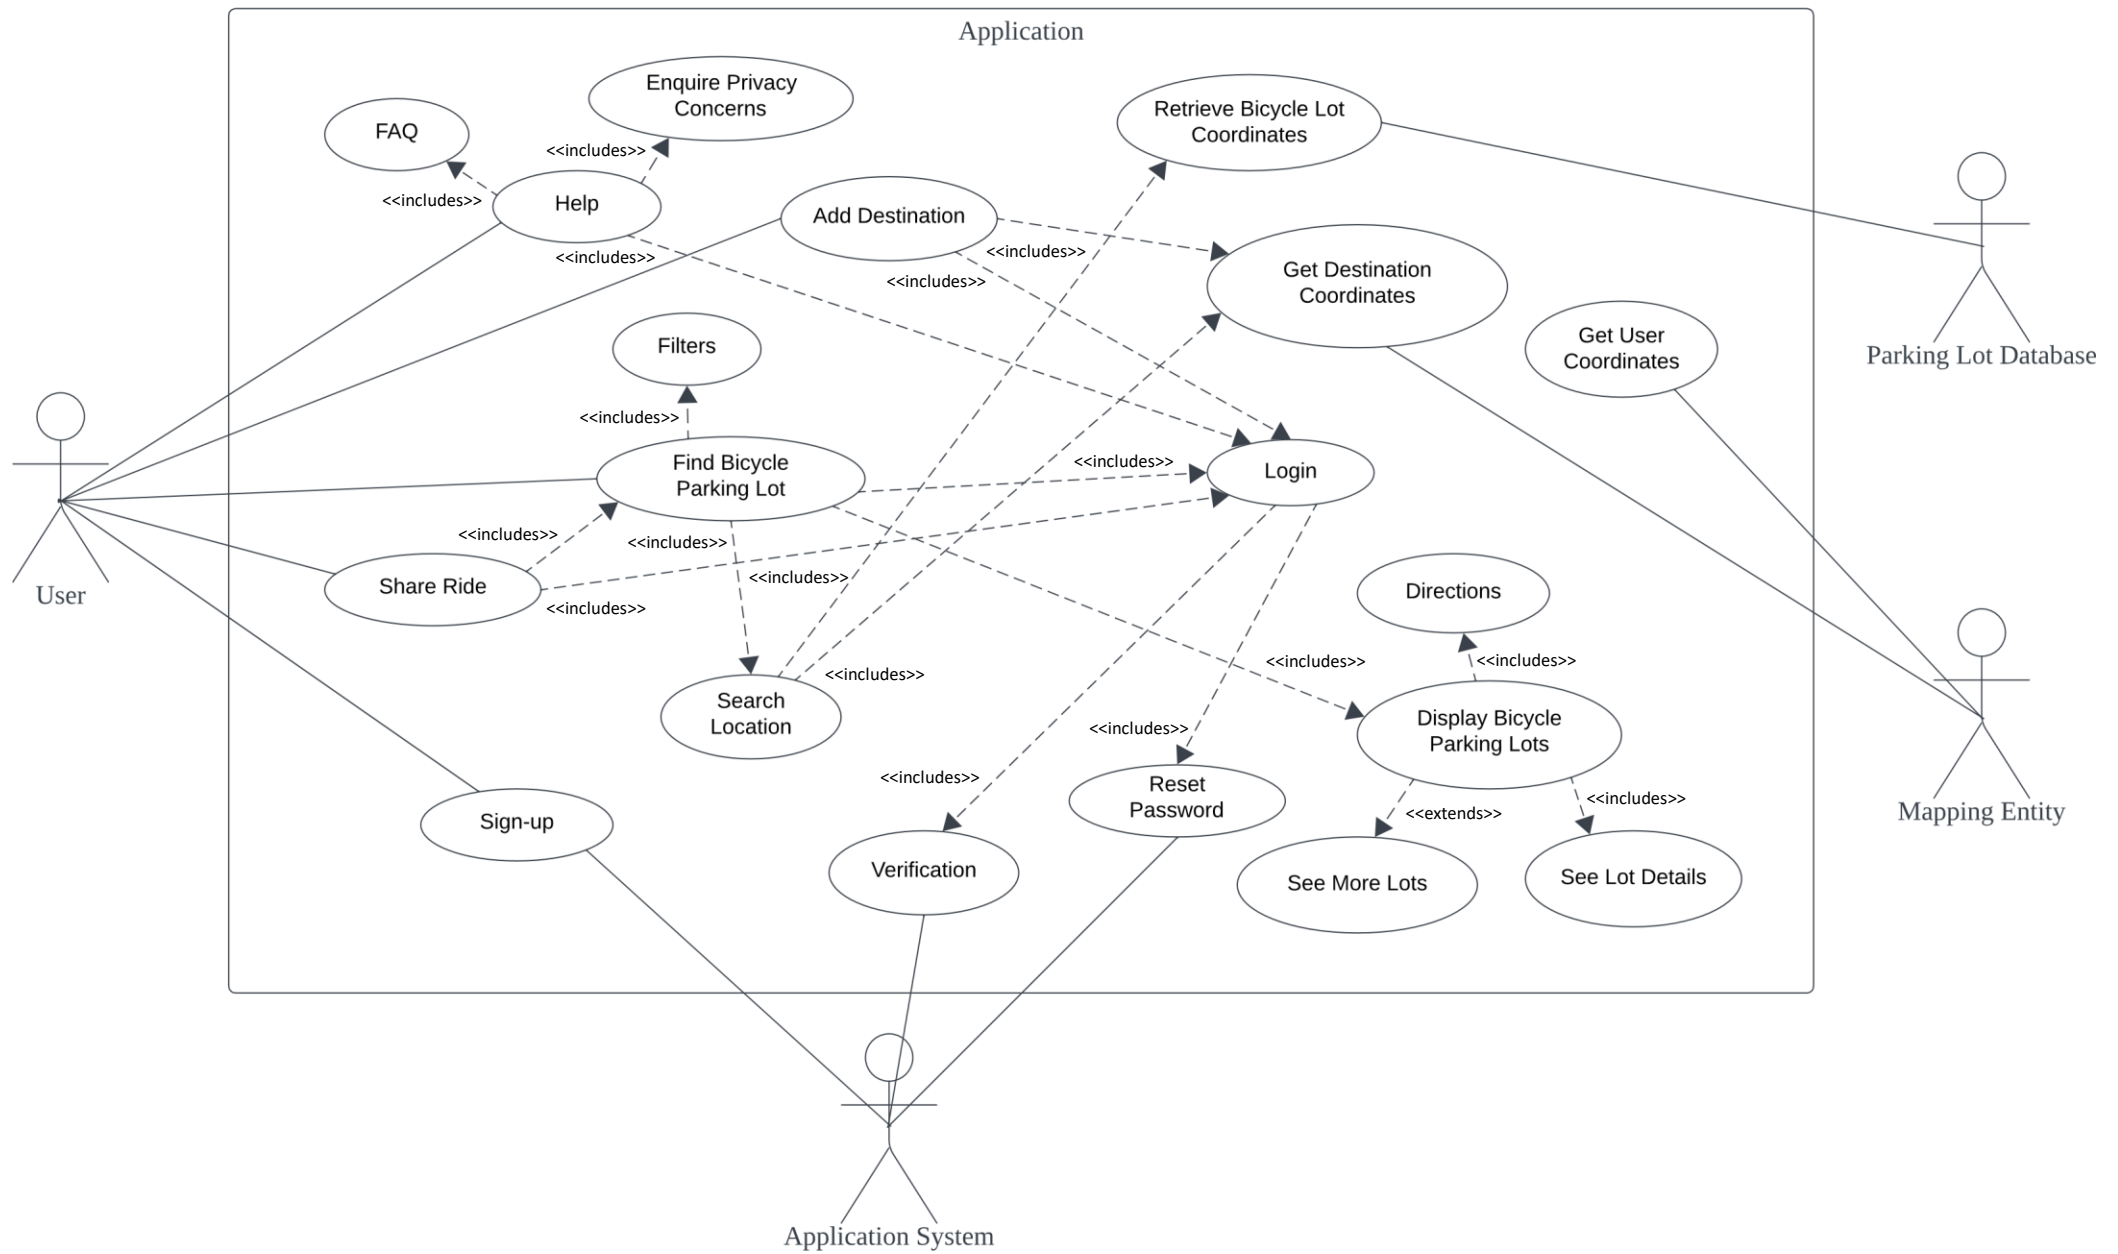 Application
Enquire Privacy
Concerns
FAQ
Retrieve Bicycle Lot
Coordinates
<<includes>>
<<includes>>
Help
Add Destination
<<includes>>
<<includes>>
<<includes>>
Get Destination
Coordinates
Get User
Coordinates
Parking Lot Database
Filters
<<includes>>
Find Bicycle
Parking Lot
<<includes>>
Login
<<includes>>
<<includes>>
<<includes>>
Share Ride
<<includes>>
User
Directions
<<includes>>
<<includes>>
<<includes>>
Search
Location
Display Bicycle
Parking Lots
<<includes>>
<<includes>>
Reset
Password
<<extends>>
<<includes>>
Mapping Entity
Sign-up
Verification
See More Lots
See Lot Details
Application System